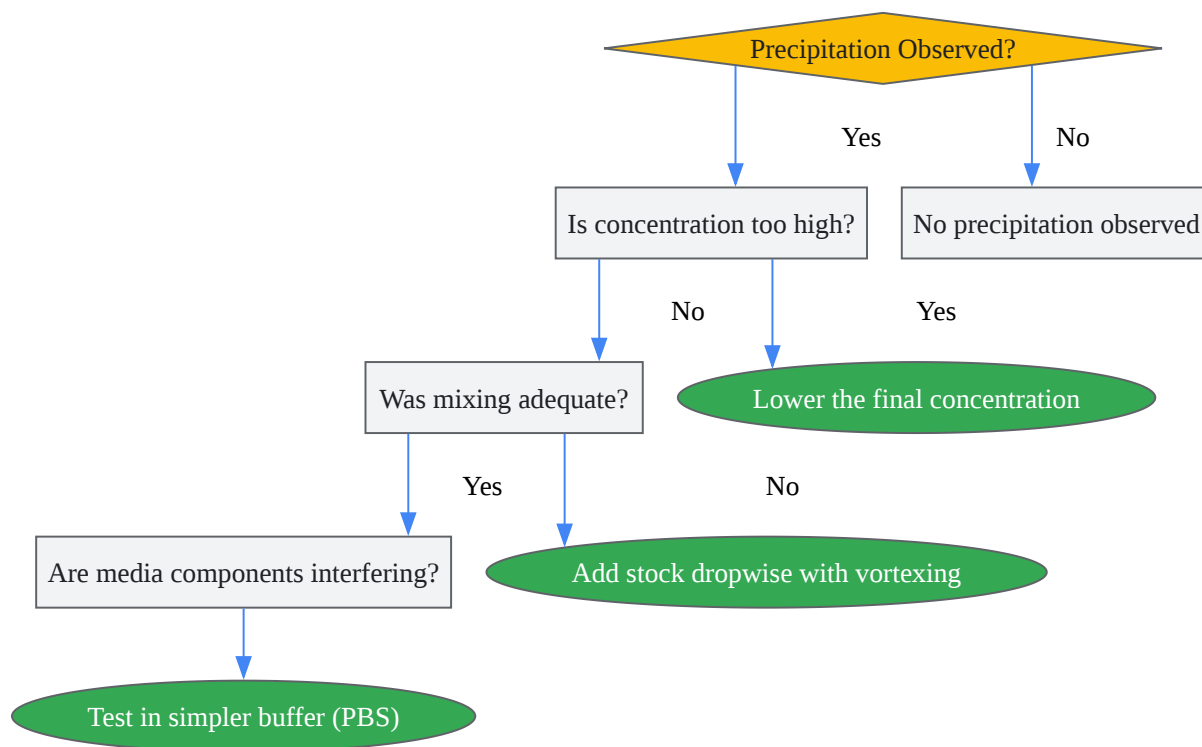 Precipitation Observed?
Yes
No
Is concentration too high?
No precipitation observed
No
Yes
Was mixing adequate?
Lower the final concentration
Yes
No
Are media components interfering?
Add stock dropwise with vortexing
Test in simpler buffer (PBS)